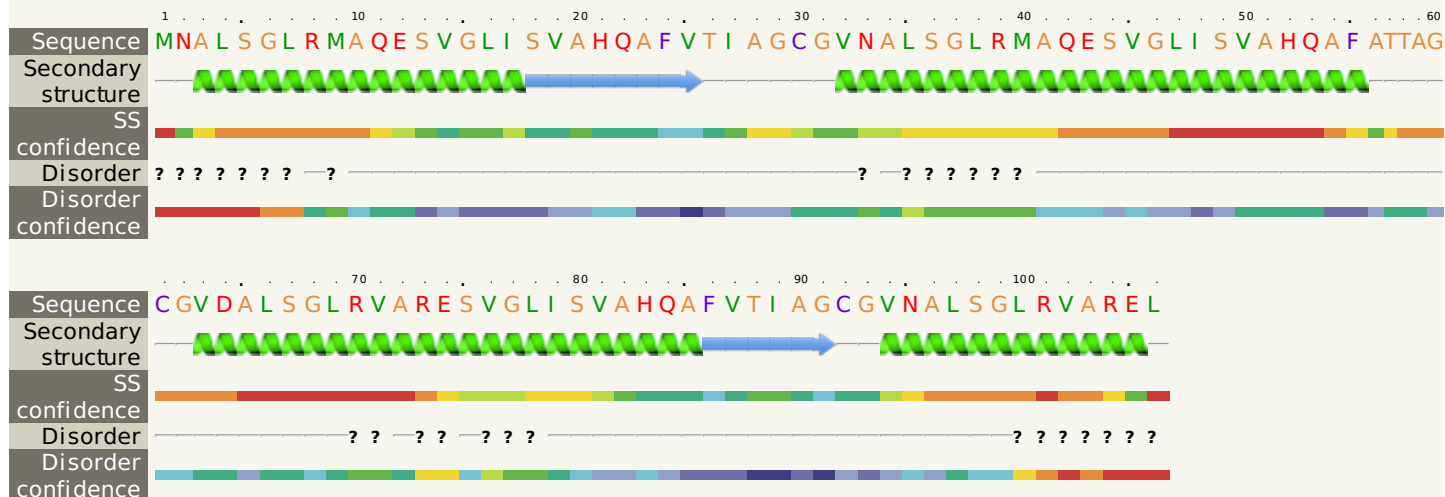 1 . . . . . . . . 10 . . . . . . . . . 20 . . . . . . . . . 30 . . . . . . . . . 40 . . . . . . . . . 50 . . . . . . . . . 60
Sequence MNALSGLRMAQESVGLISVAHQAFVTIAGCGVNALSGLRMAQESVGLISVAHQAFATTAG
Secondary
structure
SS
confidence
Disorder ? ? ? ? ? ? ? ? ? ? ? ? ? ? ?
Disorder
confidence
. . . . . . . . . 70 . . . . . . . . . 80 . . . . . . . . . 90 . . . . . . . . . 100 . . . . . .
Sequence CGVDALSGLRVARESVGLISVAHQAFVTIAGCGVNALSGLRVAREL
Secondary
structure
SS
confidence
Disorder ? ? ? ? ? ? ? ? ? ? ? ? ? ?
Disorder
confidence